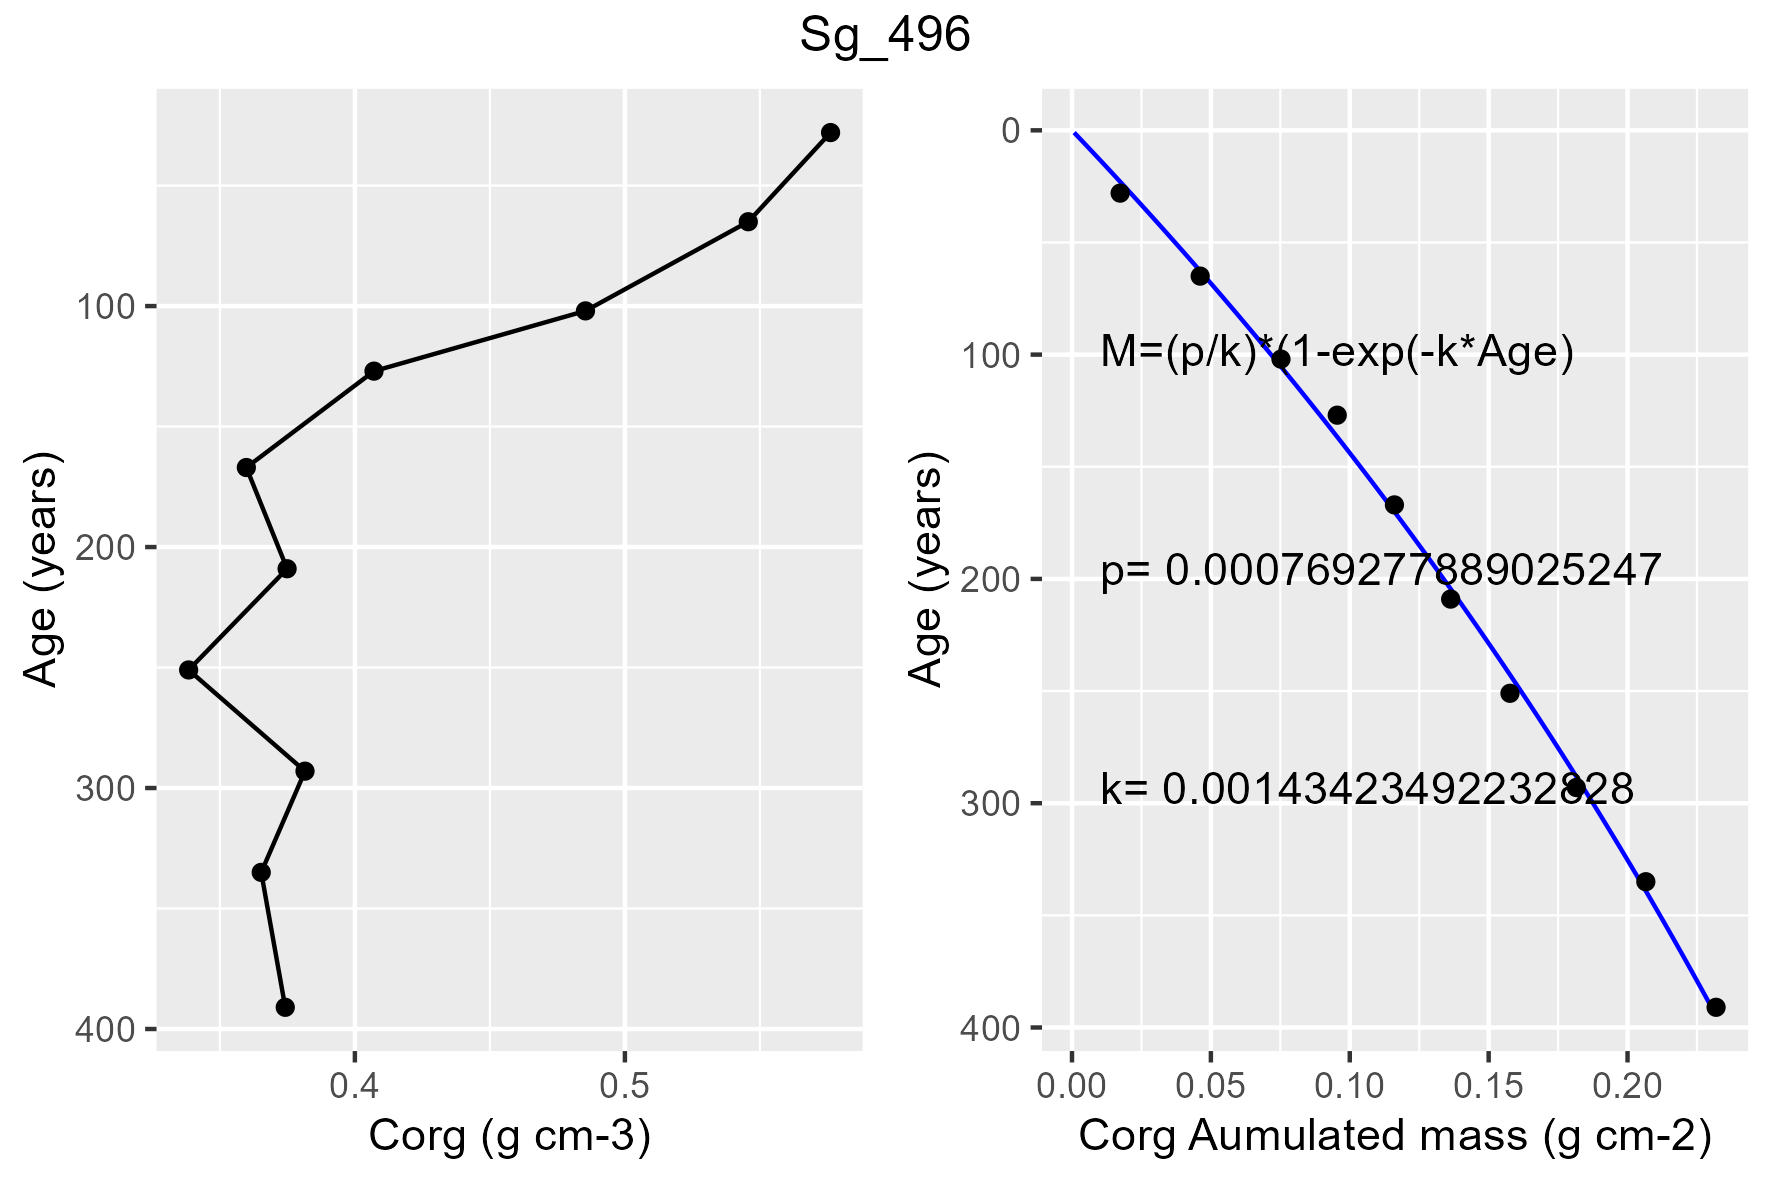 Sg_496
Age (years)
100
200
300
400
0.4
0.5
Corg (g cm-3)
Age (years)
0
100
200
300
400
M=(p/k)*(1-exp(-k*Age)
p= 0.000769277889025247
k= 0.00143423492232828
0.00
0.05
0.10
0.15
0.20
Corg Aumulated mass (g cm-2)